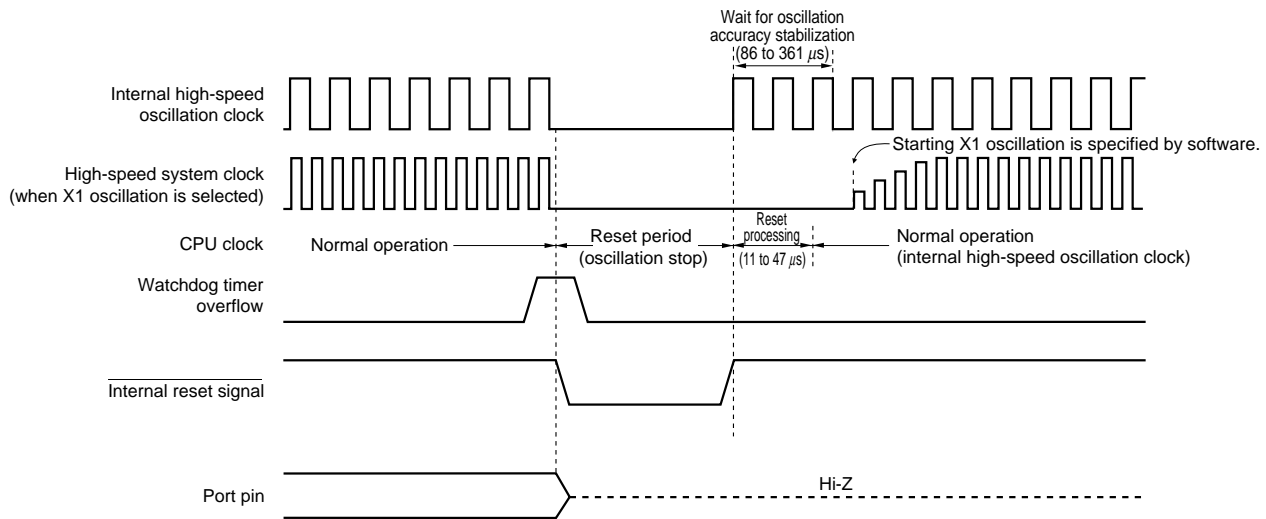 Wait for oscillation
accuracy stabilization
(86 to 361 μs)
Internal high-speed
oscillation clock
Starting X1 oscillation is specified by software.
High-speed system clock
(when X1 oscillation is selected)
CPU clock
Normal operation
Reset period
(oscillation stop)
Reset
processing
(11 to 47 μs)
Normal operation
(internal high-speed oscillation clock)
Watchdog timer
overflow
Internal reset signal
Hi-Z
Port pin